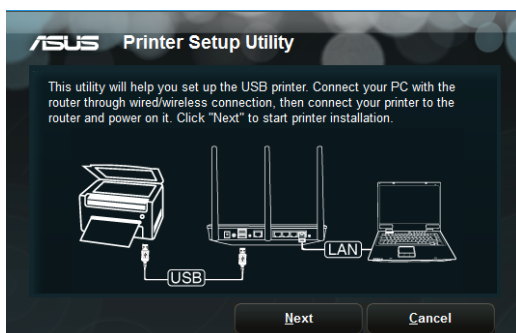 ASUS Printer Setup Utility
This utility will help you set up the USB printer. Connect your PC with the
router through wired/wireless connection, then connect your printer to the
router and power on it. Click "Next" to start printer installation.
LAN
USB
Next Cancel